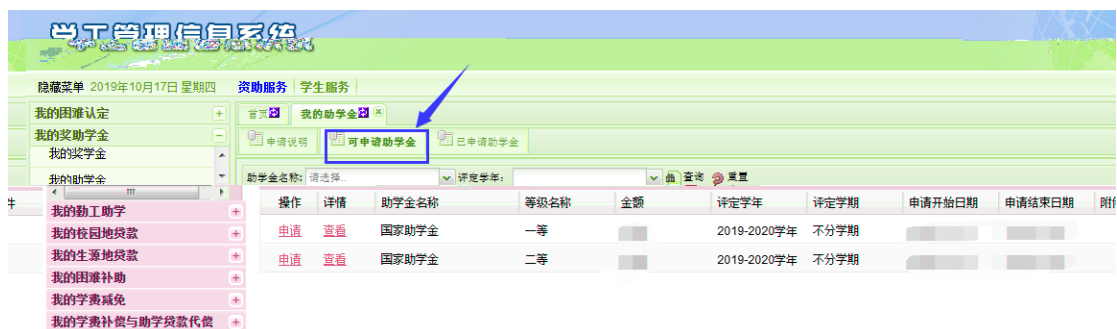 学工管理信息系统
隐藏菜单 2019年10月17日 星期四 资助服务 学生服务
我的困难认定
首页 我的助学金
我的奖助学金
申请说明 可申请助学金 已申请助学金
我的奖学金
我的助学金
助学金名称: 请选择.. 评定学年: 查询 重置
件 操作 详情 助学金名称 等级名称 金额 评定学年 评定学期 申请开始日期 申请结束日期 附件
我的勤工助学
我的校园地贷款
申请 查看 国家助学金 一等 2019-2020学年 不分学期
我的生源地贷款
申请 查看 国家助学金 二等 2019-2020学年 不分学期
我的困难补助
我的学费减免
我的学费补偿与助学贷款代偿